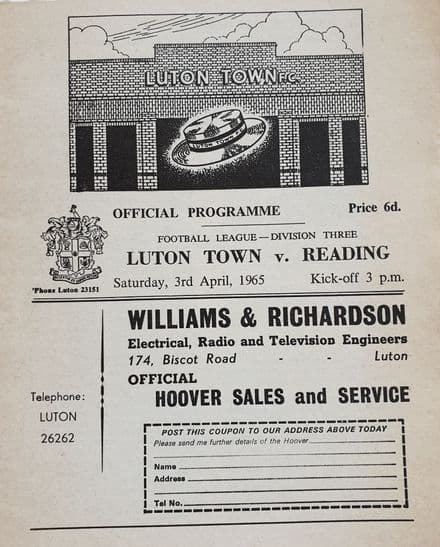 LUTON TOWN F.C.
LUTON TOWN F.C.
OFFICIAL PROGRAMME Price 6d.
FOOTBALL LEAGUE — DIVISION THREE
LUTON TOWN v. READING
Saturday, 3rd April, 1965 Kick-off 3 p.m.
'Phone Luton 23151
WILLIAMS & RICHARDSON
Electrical, Radio and Television Engineers
174, Biscot Road - - Luton
OFFICIAL
HOOVER SALES and SERVICE
Telephone:
LUTON
26262
POST THIS COUPON TO OUR ADDRESS ABOVE TODAY
Please send me further details of the Hoover
Name
Address
Tel No.